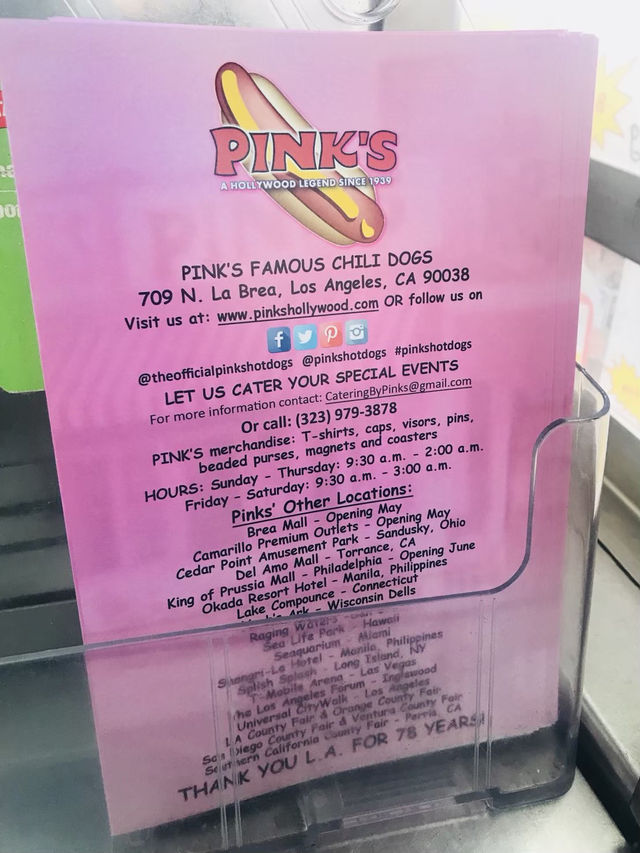 PINK'S
A HOLLYWOOD LEGEND SINCE 1939
PINK'S FAMOUS CHILI DOGS
709 N. La Brea, Los Angeles, CA 90038
Visit us at: www.pinkshollywood.com OR follow us on
@theofficialpinkshotdogs @pinkshotdogs #pinkshotdogs
LET US CATER YOUR SPECIAL EVENTS
For more information contact: CateringByPinks@gmail.com
Or call: (323) 979-3878
PINK'S merchandise: T-shirts, caps, visors, pins,
beaded purses, magnets and coasters
HOURS: Sunday - Thursday: 9:30 a.m. - 2:00 a.m.
Friday - Saturday: 9:30 a.m. - 3:00 a.m.
Pinks' Other Locations:
Brea Mall - Opening May
Camarillo Premium Outlets - Opening May
Cedar Point Amusement Park - Sandusky, Ohio
Del Amo Mall - Torrance, CA
King of Prussia Mall - Philadelphia - Opening June
Okada Resort Hotel - Manila, Philippines
Lake Compounce - Connecticut
Ark - Wisconsin Dells
Raging Waters -
Sea Life Park - Hawaii
Seaquarium - Miami
Shangri-La Hotel - Manila, Philippines
Splish Splash - Long Island, NY
T-Mobile Arena - Las Vegas
The Los Angeles Forum - Inglewood
Universal CityWalk - Los Angeles
LA County Fair & Orange County Fair
San Diego County Fair & Ventura County Fair
Southern California County Fair - Perris, CA
THANK YOU L.A. FOR 78 YEARS!